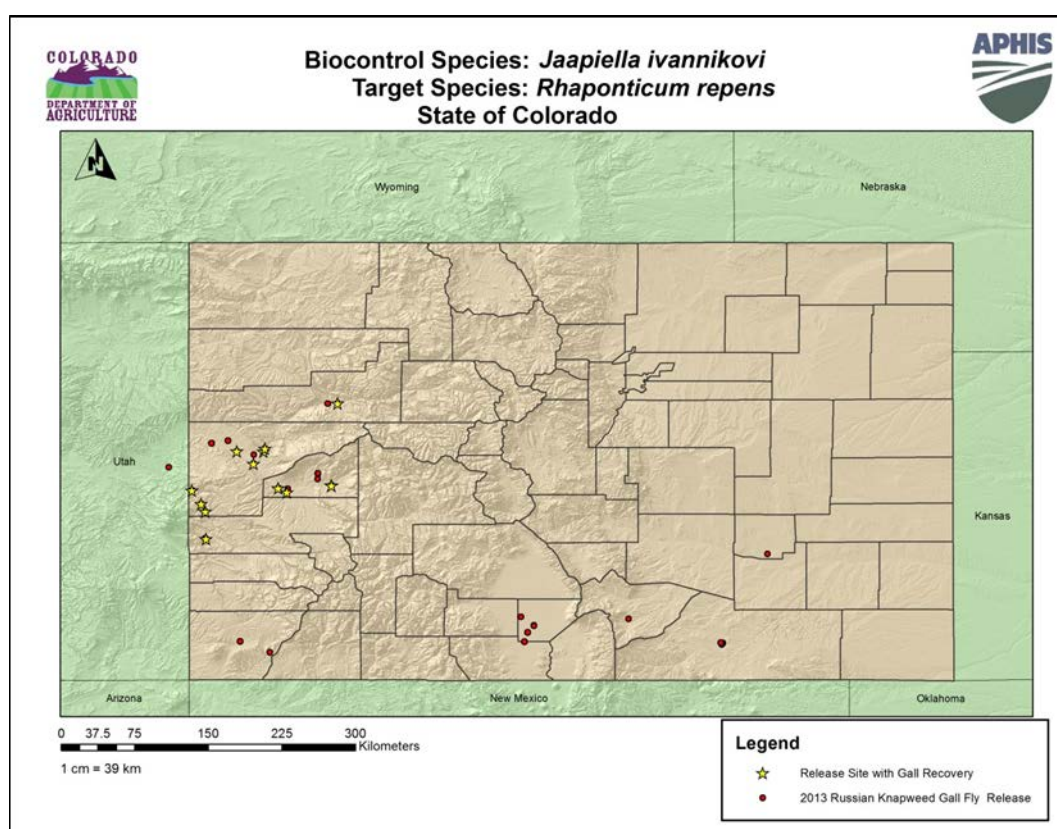 COLORADO
DEPARTMENT OF
AGRICULTURE
Biocontrol Species: Jaapiella ivannikovi
Target Species: Rhaponticum repens
State of Colorado
APHIS
N
Wyoming
Nebraska
Utah
Kansas
Arizona
New Mexico
Oklahoma
0 37.5 75 150 225 300
Kilometers
1 cm = 39 km
Legend
Release Site with Gall Recovery
2013 Russian Knapweed Gall Fly Release